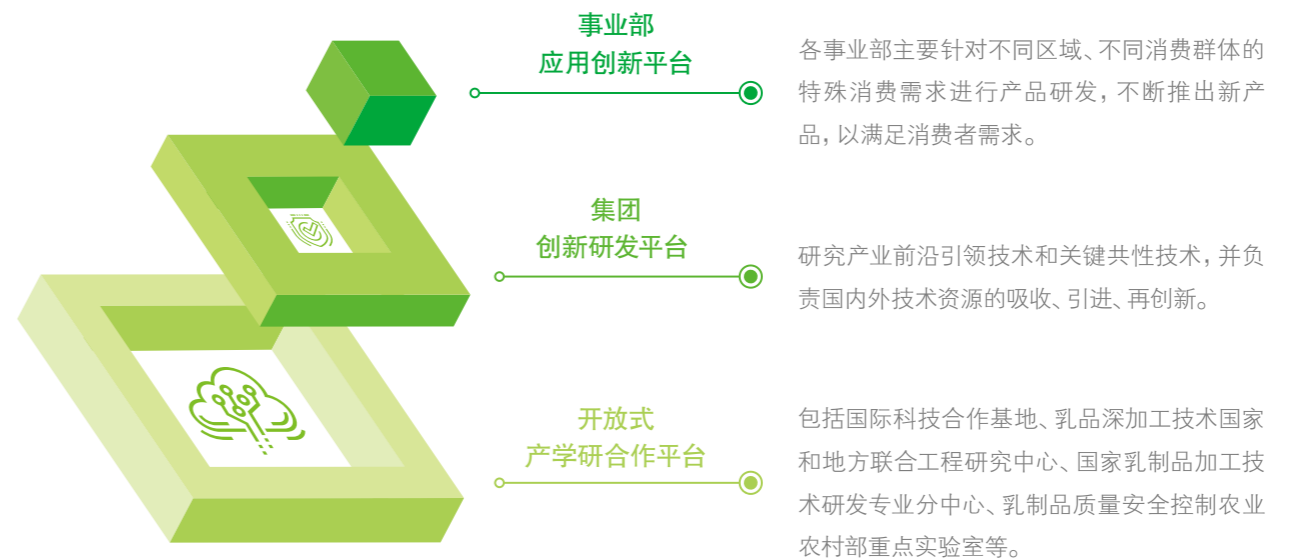 事业部
应用创新平台
各事业部主要针对不同区域、不同消费群体的
特殊消费需求进行产品研发，不断推出新产
品，以满足消费者需求。
集团
创新研发平台
研究产业前沿引领技术和关键共性技术，并负
责国内外技术资源的吸收、引进、再创新。
开放式
产学研合作平台
包括国际科技合作基地、乳品深加工技术国家
和地方联合工程研究中心、国家乳制品加工技
术研发专业分中心、乳制品质量安全控制农业
农村部重点实验室等。